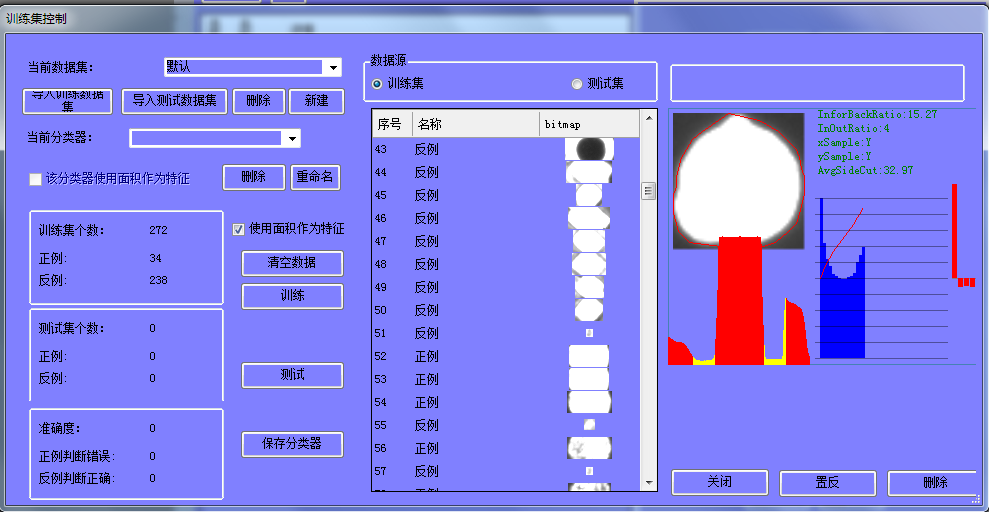 训练集控制
当前数据集: 默认
导入训练数据集 导入测试数据集 删除 新建
当前分类器:
该分类器使用面积作为特征 删除 重命名
训练集个数: 272
正例: 34
反例: 238
使用面积作为特征
清空数据
训练
测试集个数: 0
正例: 0
反例: 0
测试
准确度: 0
正例判断错误: 0
反例判断正确: 0
保存分类器
数据源
训练集 测试集
序号 名称 bitmap
43 反例
44 反例
45 反例
46 反例
47 反例
48 反例
49 反例
50 反例
51 反例
52 正例
53 正例
54 正例
55 反例
56 正例
57 反例
InforBackRatio:15.27
InOutRatio:4
xSample:Y
ySample:Y
AvgSideCut:32.97
关闭 置反 删除